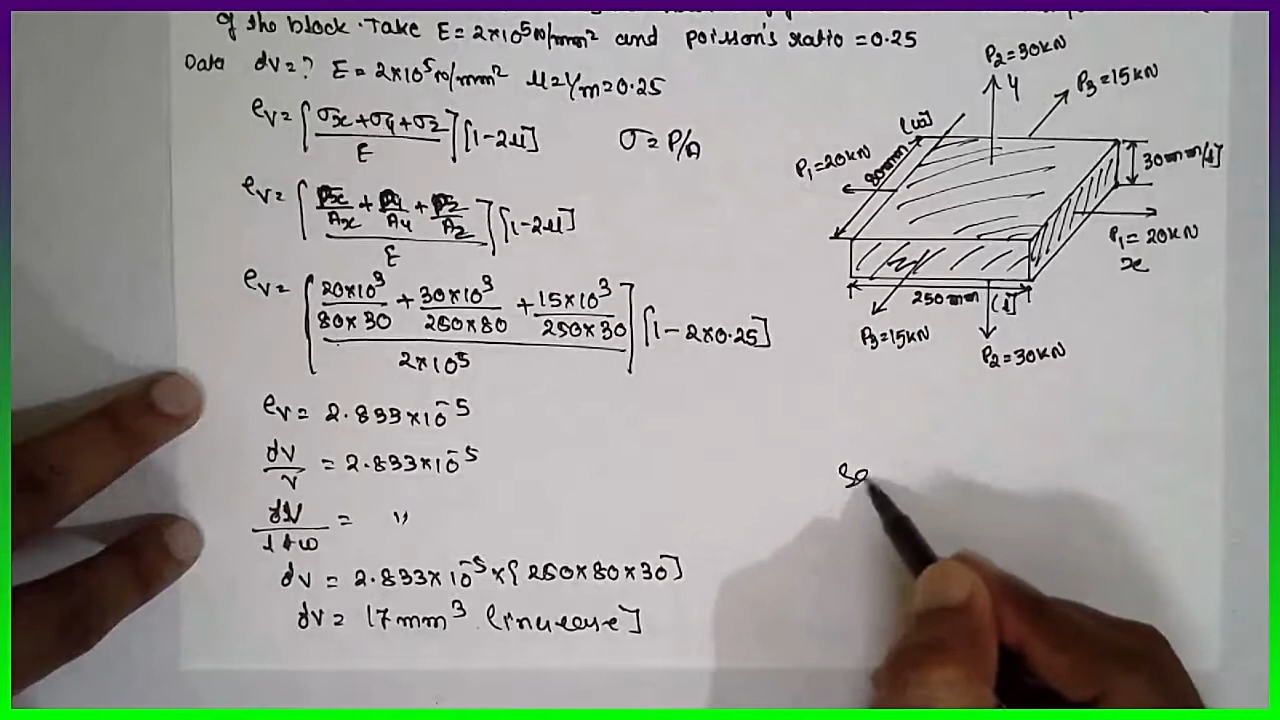 of the block. Take E = 2×10⁵ N/mm² and poisson's ratio = 0.25
Data dv = ? E = 2×10⁵ N/mm² μ = 1/m = 0.25
eᵥ = [(σx + σy + σz)/E] [1-2μ] σ = P/A
eᵥ = [(Px/Ax + Py/Ay + Pz/Az)/E] [1-2μ]
eᵥ = [(20×10³/80×30 + 30×10³/250×80 + 15×10³/250×30)/2×10⁵] [1-2×0.25]
eᵥ = 2.833×10⁻⁵
dv/v = 2.833×10⁻⁵
dv/ltw = ,,
dv = 2.833×10⁻⁵ × [250×80×30]
dv = 17mm³ [increase]
P₂=30kN
y
P₃=15kN
[w]
80mm
30mm[t]
P₁=20kN
P₁=20kN
x
250mm [l]
P₃=15kN
P₂=30kN